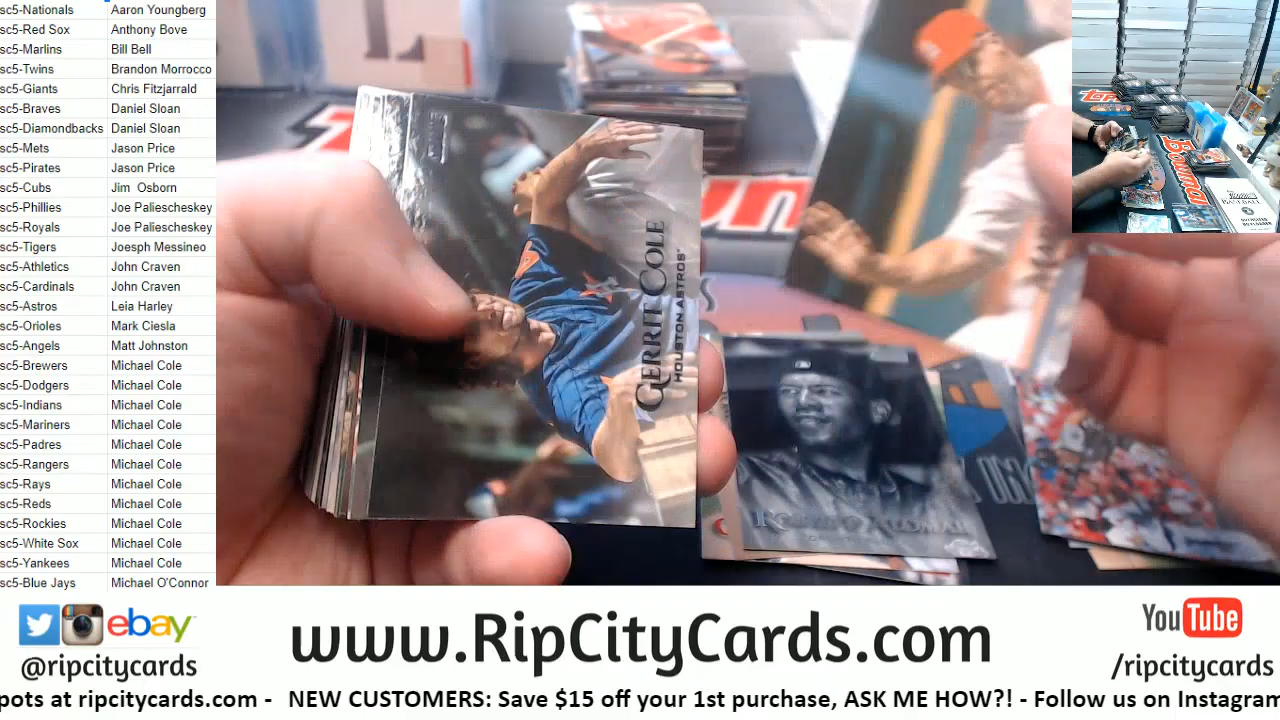 sc5-Nationals Aaron Youngberg
sc5-Red Sox Anthony Bove
sc5-Marlins Bill Bell
sc5-Twins Brandon Morrocco
sc5-Giants Chris Fitzjarrald
sc5-Braves Daniel Sloan
sc5-Diamondbacks Daniel Sloan
sc5-Mets Jason Price
sc5-Pirates Jason Price
sc5-Cubs Jim Osborn
sc5-Phillies Joe Paliescheskey
sc5-Royals Joe Paliescheskey
sc5-Tigers Joesph Messineo
sc5-Athletics John Craven
sc5-Cardinals John Craven
sc5-Astros Leia Harley
sc5-Orioles Mark Ciesla
sc5-Angels Matt Johnston
sc5-Brewers Michael Cole
sc5-Dodgers Michael Cole
sc5-Indians Michael Cole
sc5-Mariners Michael Cole
sc5-Padres Michael Cole
sc5-Rangers Michael Cole
sc5-Rays Michael Cole
sc5-Reds Michael Cole
sc5-Rockies Michael Cole
sc5-White Sox Michael Cole
sc5-Yankees Michael Cole
sc5-Blue Jays Michael O'Connor
GERRIT COLE
HOUSTON ASTROS
ebay
@ripcitycards
www.RipCityCards.com
YouTube
/ripcitycards
pots at ripcitycards.com - NEW CUSTOMERS: Save $15 off your 1st purchase, ASK ME HOW?! - Follow us on Instagram